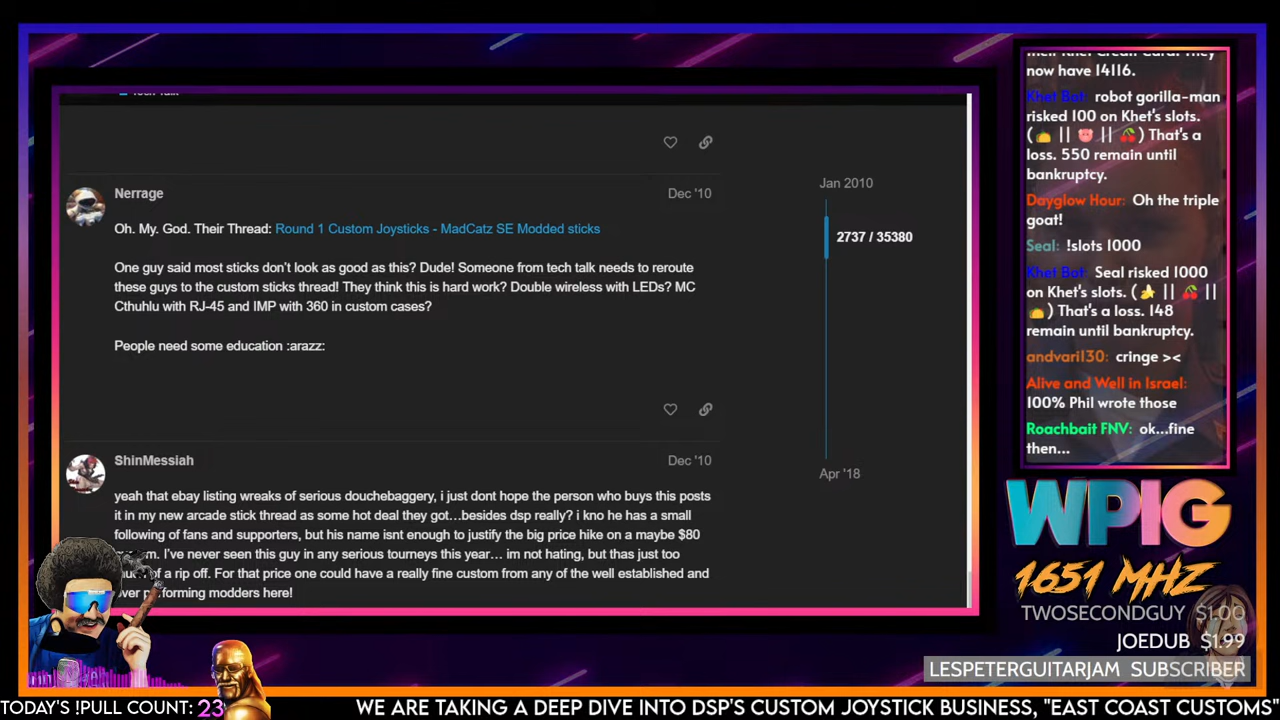 Tech Talk
Nerrage
Dec '10
Oh. My. God. Their Thread: Round 1 Custom Joysticks - MadCatz SE Modded sticks
One guy said most sticks don't look as good as this? Dude! Someone from tech talk needs to reroute
these guys to the custom sticks thread! They think this is hard work? Double wireless with LEDs? MC
Cthuhlu with RJ-45 and IMP with 360 in custom cases?
People need some education :arazz:
ShinMessiah
Dec '10
yeah that ebay listing wreaks of serious douchebaggery, i just dont hope the person who buys this posts
it in my new arcade stick thread as some hot deal they got…besides dsp really? i kno he has a small
following of fans and supporters, but his name isnt enough to justify the big price hike on a maybe $80
I've never seen this guy in any serious tourneys this year… im not hating, but thas just too
of a rip off. For that price one could have a really fine custom from any of the well established and
performing modders here!
Jan 2010
2737 / 35380
Apr '18
their Khet Credit Card! They
now have 14116.
Khet Bot: robot gorilla-man
risked 100 on Khet's slots.
(🌮 || 🐷 || 🍒) That's a
loss. 550 remain until
bankruptcy.
Dayglow Hour: Oh the triple
goat!
Seal: !slots 1000
Khet Bot: Seal risked 1000
on Khet's slots. (🍌 || 🍒 ||
🌮) That's a loss. 148
remain until bankruptcy.
andvari130: cringe ><
Alive and Well in Israel:
100% Phil wrote those
Roachbait FNV: ok...fine
then...
WPIG
1651 MHZ
TWOSECONDGUY $1.00
JOEDUB $1.99
LESPETERGUITARJAM SUBSCRIBER
TODAY'S !PULL COUNT: 23
WE ARE TAKING A DEEP DIVE INTO DSP'S CUSTOM JOYSTICK BUSINESS, "EAST COAST CUSTOMS"